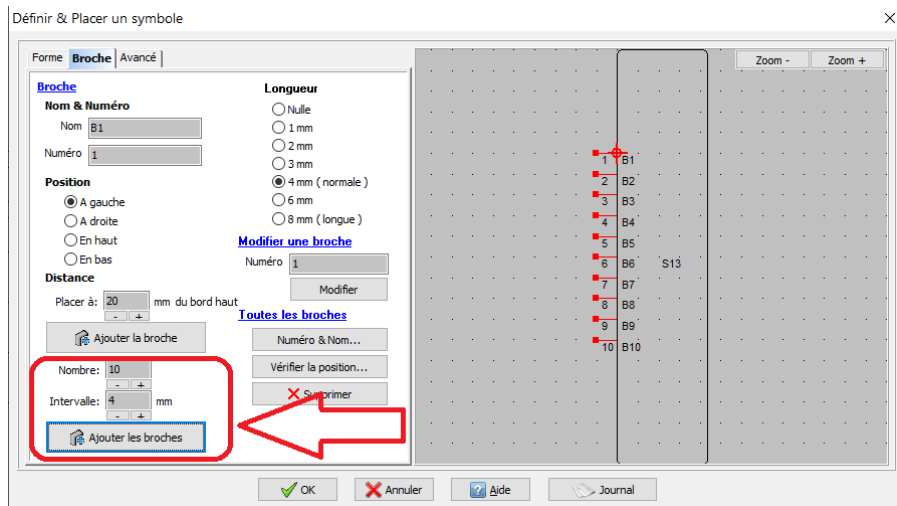 Définir & Placer un symbole
Forme Broche Avancé
Broche
Nom & Numéro
Nom B1
Numéro 1
Position
A gauche
A droite
En haut
En bas
Distance
Placer à: 20 mm du bord haut
- +
Ajouter la broche
Nombre: 10
- +
Intervalle: 4 mm
- +
Ajouter les broches
Longueur
Nulle
1 mm
2 mm
3 mm
4 mm ( normale )
6 mm
8 mm ( longue )
Modifier une broche
Numéro 1
Modifier
Toutes les broches
Numéro & Nom...
Vérifier la position...
Supprimer
Zoom - Zoom +
1 B1
2 B2
3 B3
4 B4
5 B5
6 B6 S13
7 B7
8 B8
9 B9
10 B10
OK Annuler Aide Journal